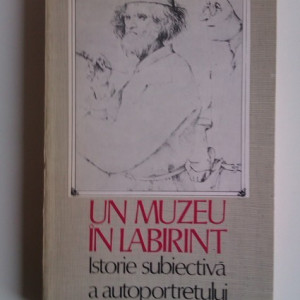 UN MUZEU
ÎN LABIRINT
Istorie subiectivă
a autoportretului